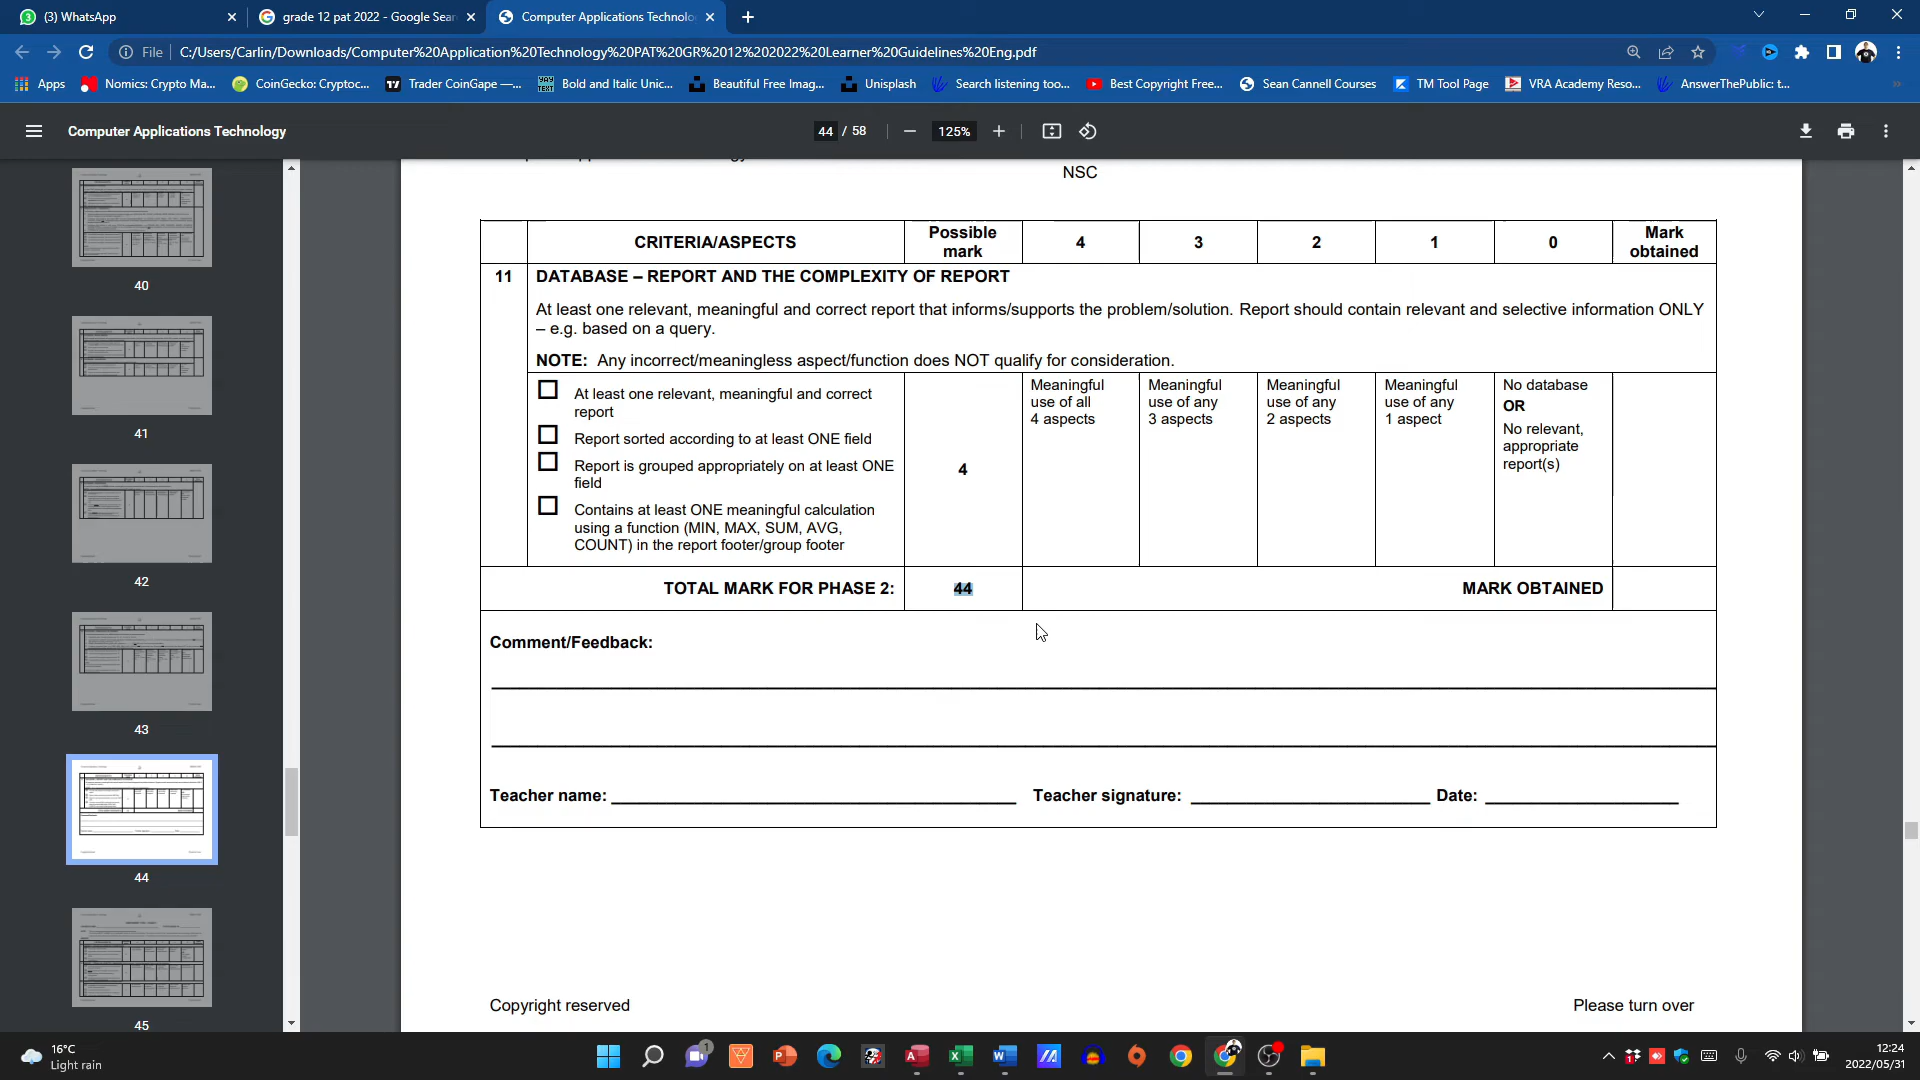 (3) WhatsApp
grade 12 pat 2022 - Google Sear
Computer Applications Technolo
File
C:/Users/Carlin/Downloads/Computer%20Application%20Technology%20PAT%20GR%2012%202022%20Learner%20Guidelines%20Eng.pdf
Apps
Nomics: Crypto Ma...
CoinGecko: Cryptoc...
Trader CoinGape —...
Bold and Italic Unic...
Beautiful Free Imag...
Unisplash
Search listening too...
Best Copyright Free...
Sean Cannell Courses
TM Tool Page
VRA Academy Reso...
AnswerThePublic: t...
Computer Applications Technology
44 / 58
125%
40
41
42
43
44
45
NSC
CRITERIA/ASPECTS
Possible
mark
4
3
2
1
0
Mark
obtained
11
DATABASE – REPORT AND THE COMPLEXITY OF REPORT
At least one relevant, meaningful and correct report that informs/supports the problem/solution. Report should contain relevant and selective information ONLY
– e.g. based on a query.
NOTE: Any incorrect/meaningless aspect/function does NOT qualify for consideration.
At least one relevant, meaningful and correct
report
Report sorted according to at least ONE field
Report is grouped appropriately on at least ONE
field
Contains at least ONE meaningful calculation
using a function (MIN, MAX, SUM, AVG,
COUNT) in the report footer/group footer
4
Meaningful
use of all
4 aspects
Meaningful
use of any
3 aspects
Meaningful
use of any
2 aspects
Meaningful
use of any
1 aspect
No database
OR
No relevant,
appropriate
report(s)
TOTAL MARK FOR PHASE 2:
44
MARK OBTAINED
Comment/Feedback:
Teacher name:
Teacher signature:
Date:
Copyright reserved
Please turn over
16°C
Light rain
12:24
2022/05/31